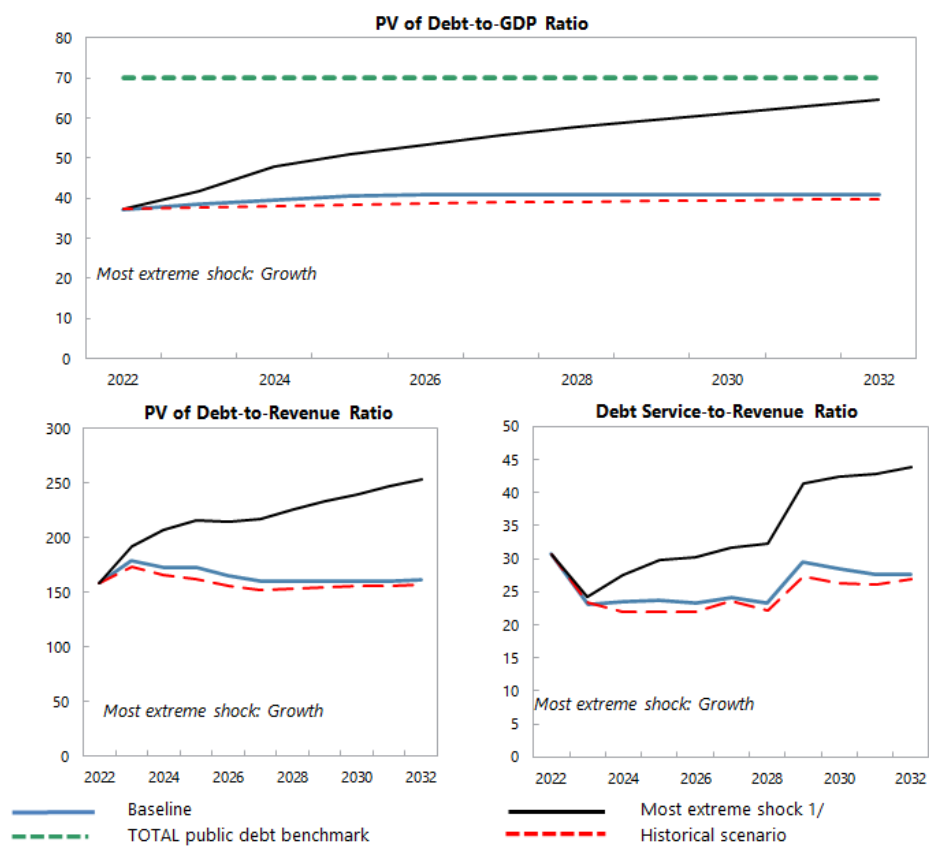 PV of Debt-to-GDP Ratio
80
70
60
50
40
30
20
10
0
Most extreme shock: Growth
2022 2024 2026 2028 2030 2032
PV of Debt-to-Revenue Ratio
300
250
200
150
100
50
0
Most extreme shock: Growth
2022 2024 2026 2028 2030 2032
Debt Service-to-Revenue Ratio
50
45
40
35
30
25
20
15
10
5
0
Most extreme shock: Growth
2022 2024 2026 2028 2030 2032
Baseline
Most extreme shock 1/
TOTAL public debt benchmark
Historical scenario